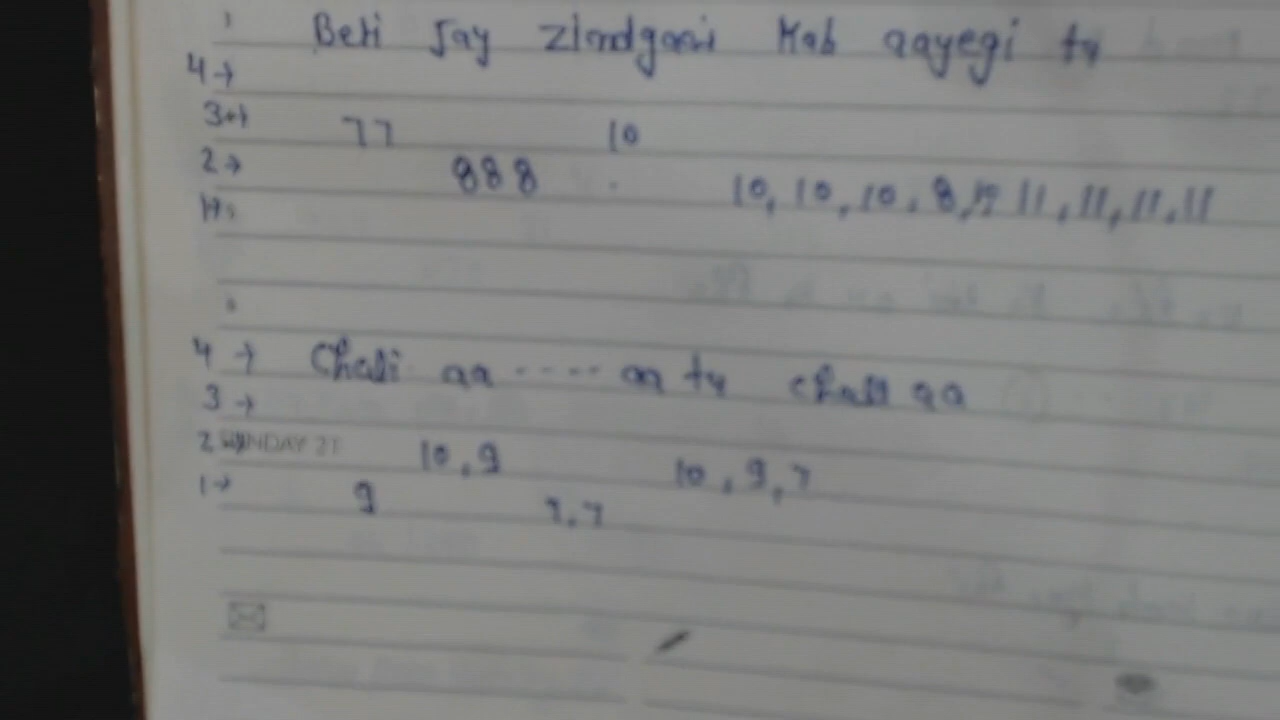 Beti Jay zindgani Kab aayegi tu
4→
3→ 77 10
2→ 888 10, 10, 10, 8, 11, 11, 11, 11
1→
4 → Chali aa ····· aa tu chali aa
3 →
2 → SUNDAY 21 10, 9 10, 9, 7
1→ 9 7, 7